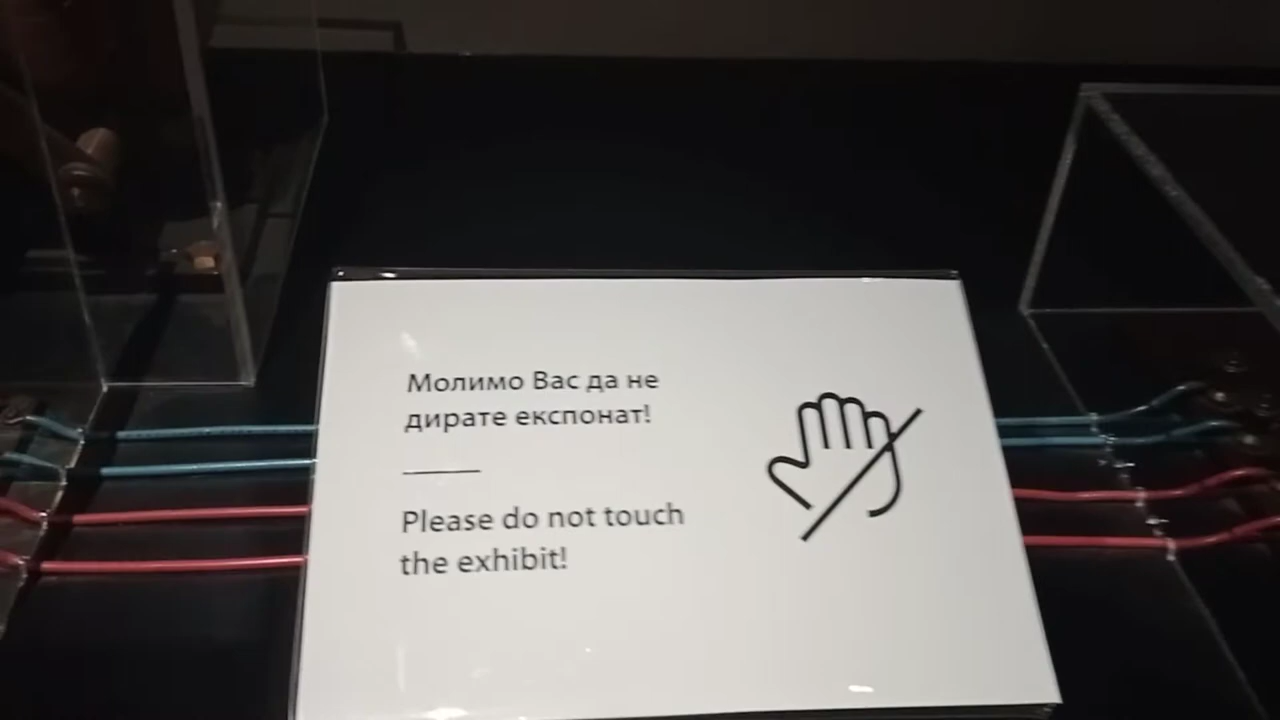 Молимо Вас да не
дирате експонат!
Please do not touch
the exhibit!